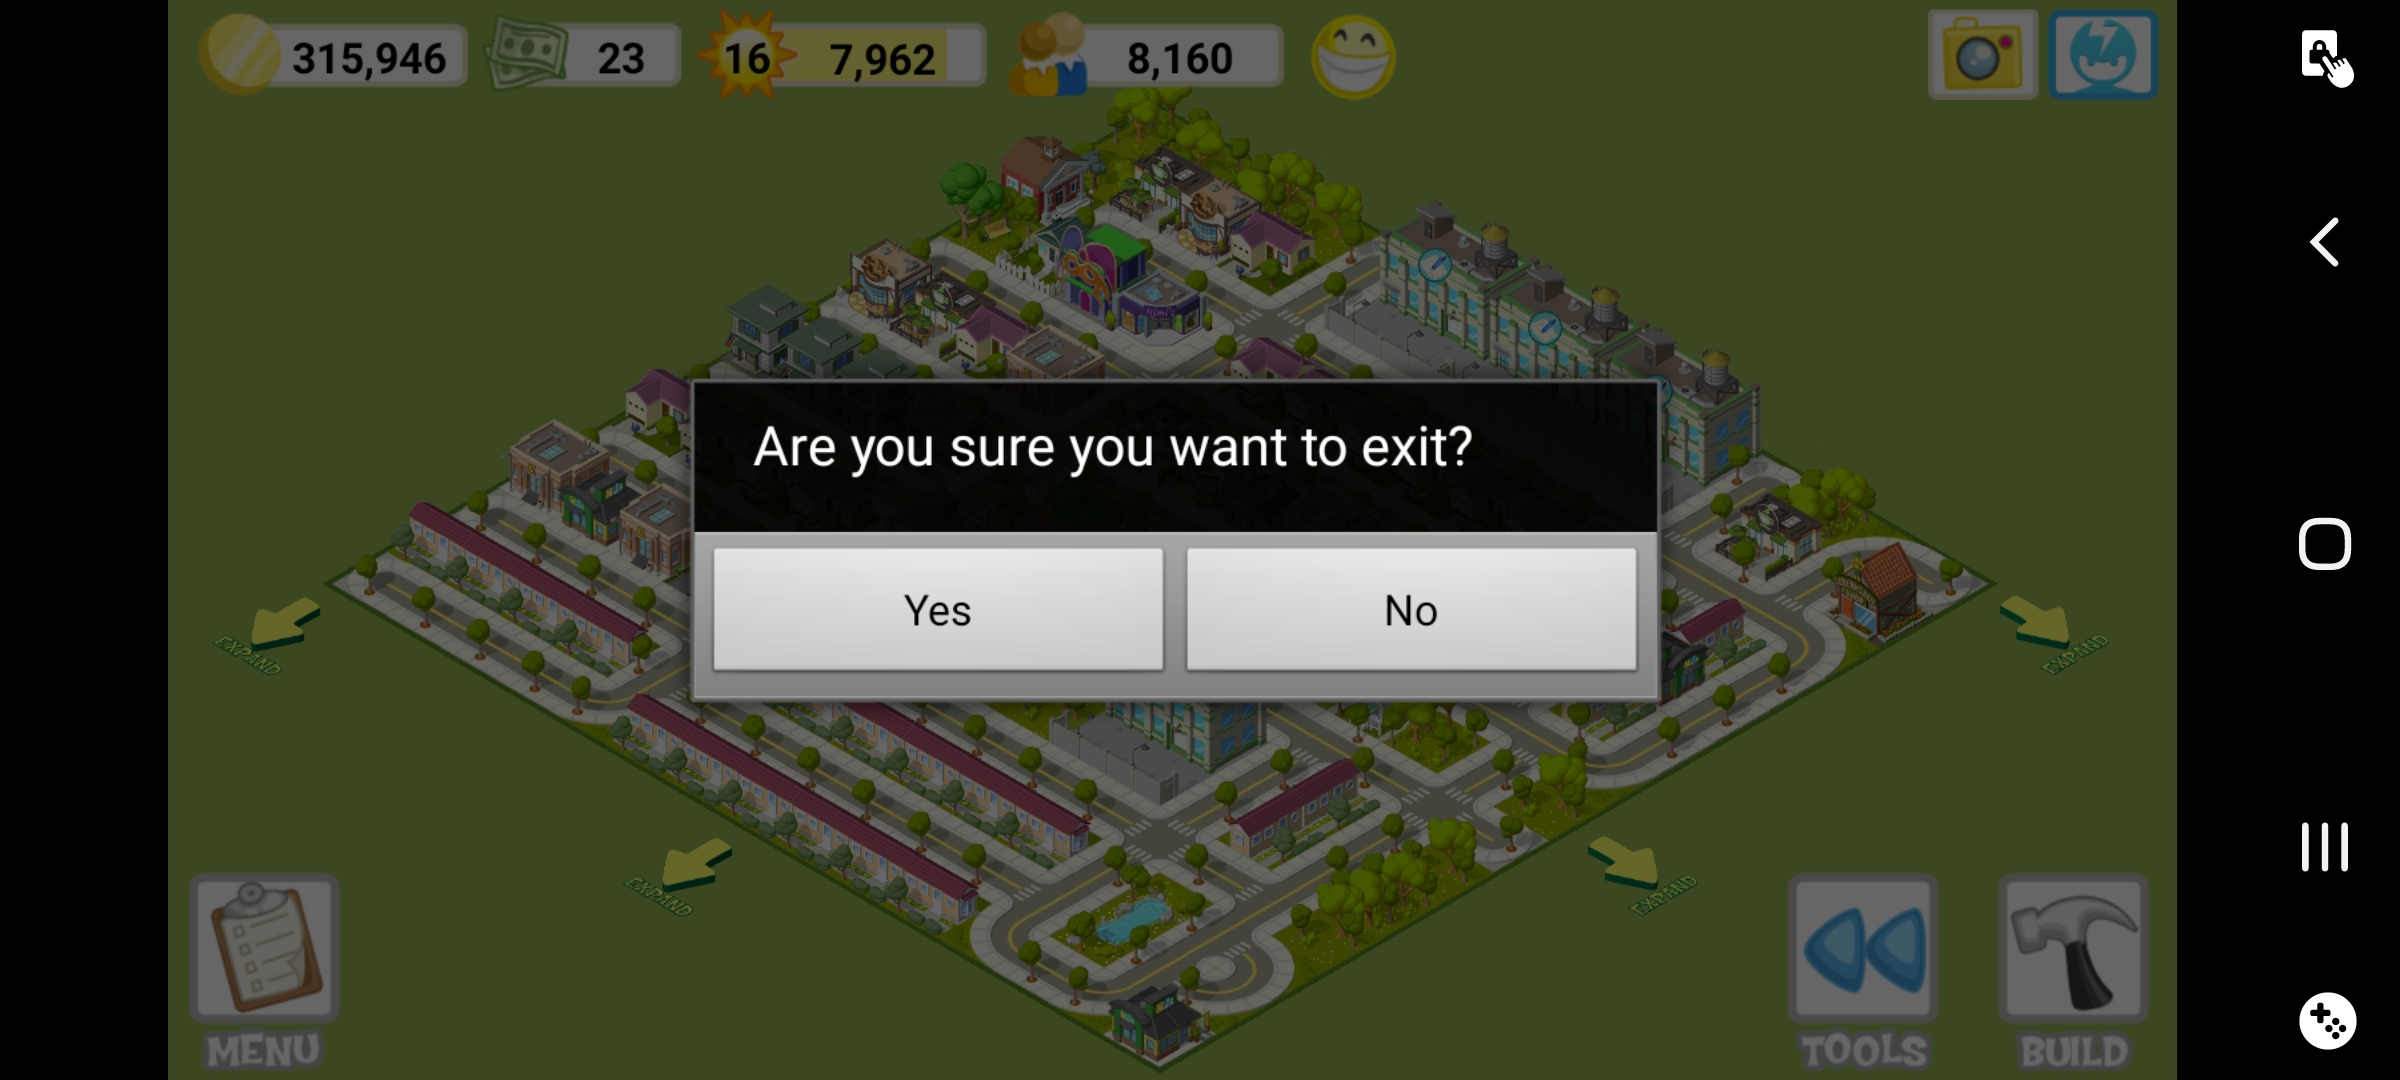 315,946
23
16
7,962
8,160
Mimi's
Are you sure you want to exit?
Yes
No
EXPAND
EXPAND
EXPAND
EXPAND
MENU
TOOLS
BUILD